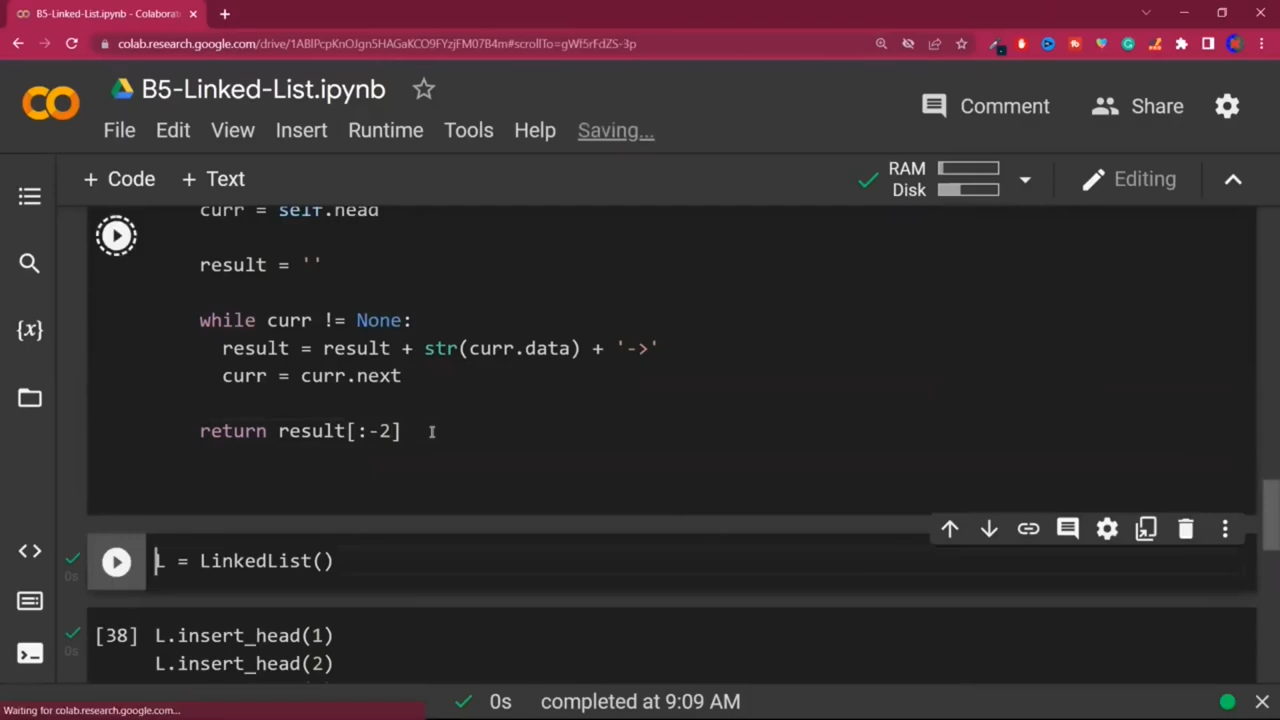 B5-Linked-List.ipynb - Colaborat
colab.research.google.com/drive/1ABlPcpKnOJgn5HAGaKCO9FYzjFM07B4m#scrollTo=gWf5rFdZS-3p
B5-Linked-List.ipynb
Comment
Share
File Edit View Insert Runtime Tools Help Saving...
+ Code + Text
RAM
Disk
Editing
curr = self.head
result = ''
while curr != None:
result = result + str(curr.data) + '->'
curr = curr.next
return result[:-2]
L = LinkedList()
0s
[38] L.insert_head(1)
0s
L.insert_head(2)
0s completed at 9:09 AM
Waiting for colab.research.google.com...